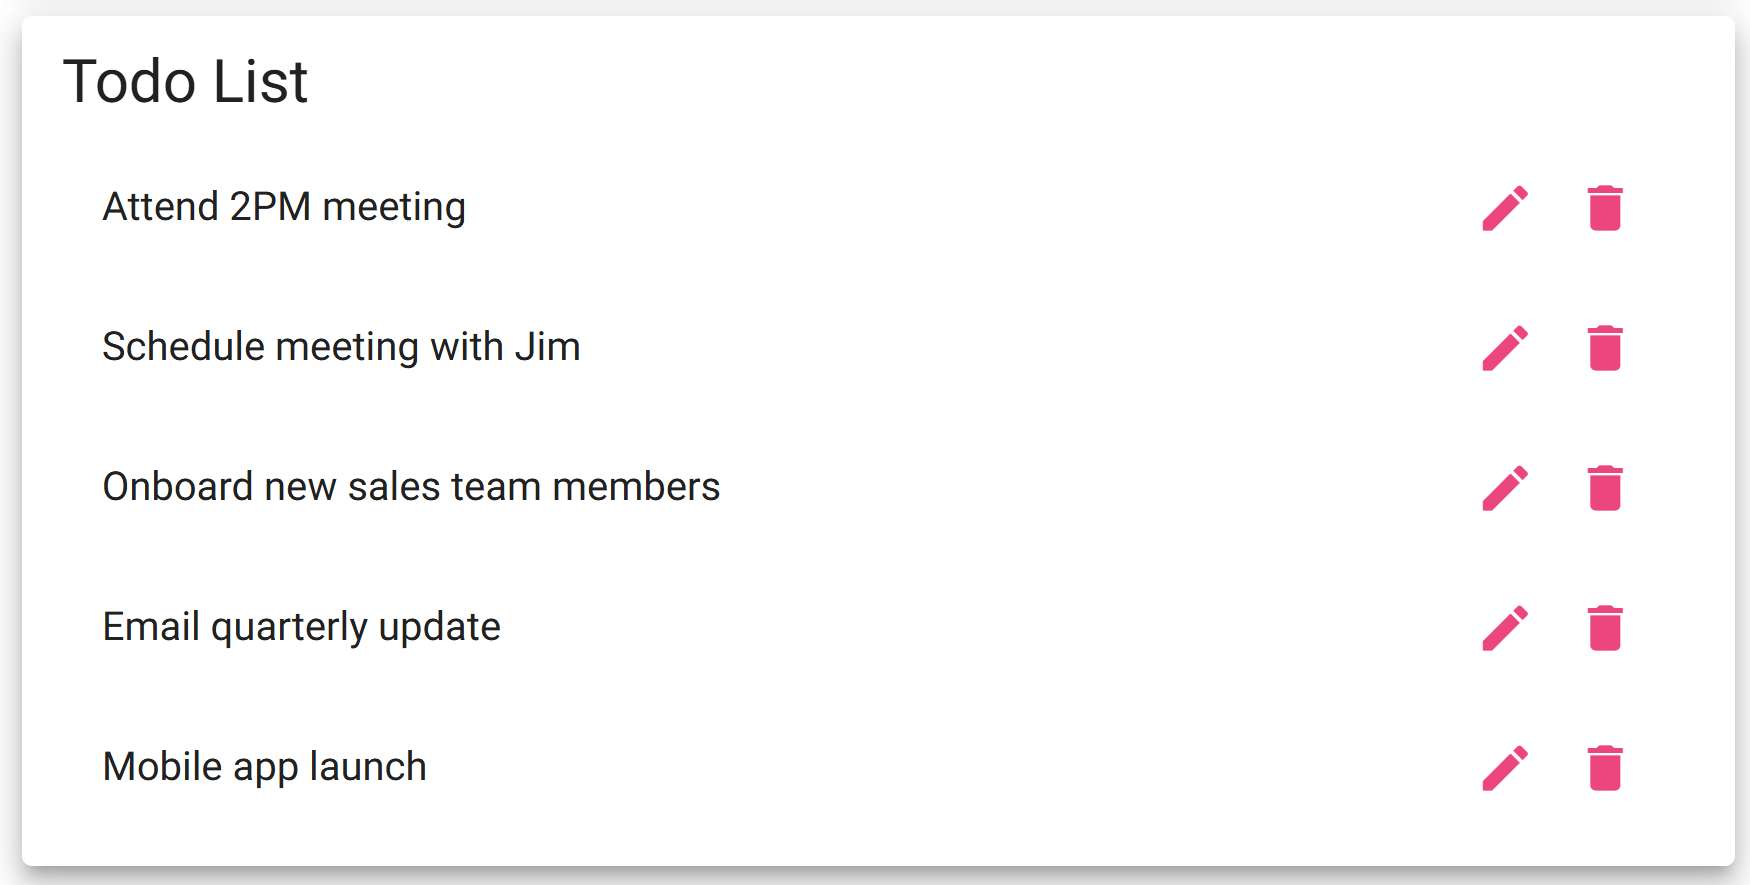 Todo List
Attend 2PM meeting
Schedule meeting with Jim
Onboard new sales team members
Email quarterly update
Mobile app launch